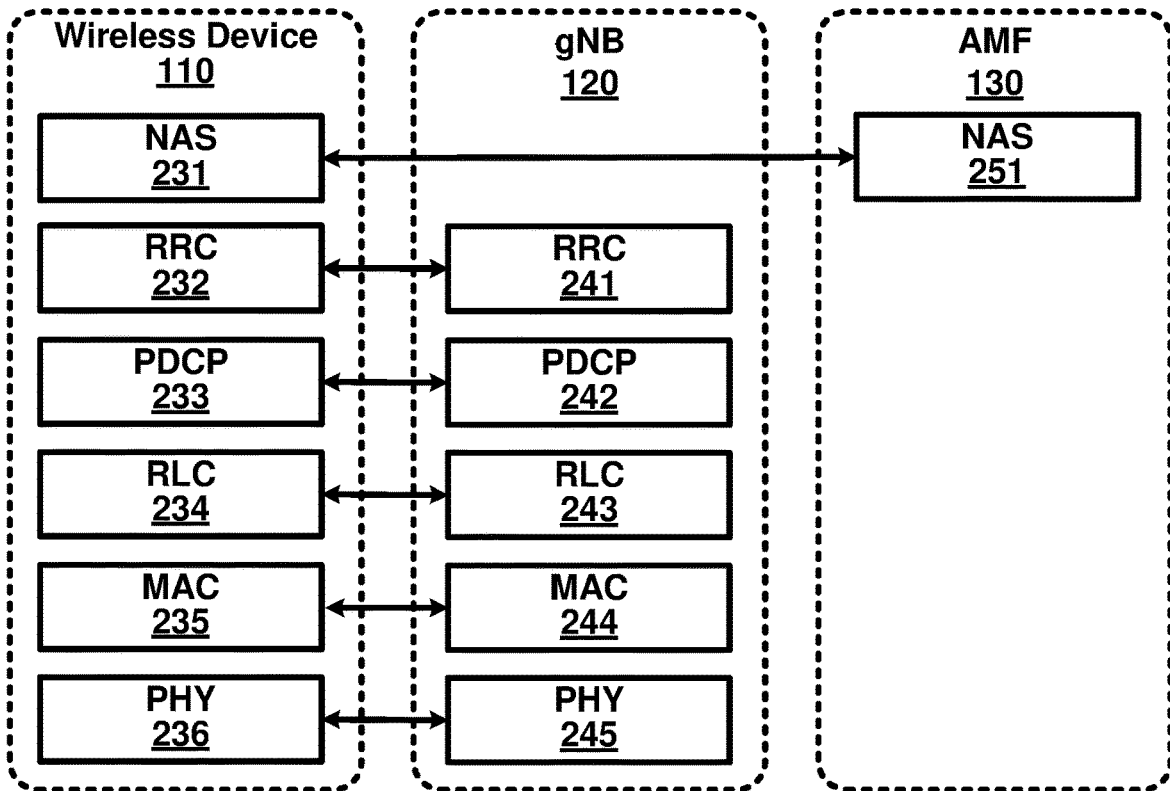 Wireless Device
110
NAS
231
RRC
232
PDCP
233
RLC
234
MAC
235
PHY
236
gNB
120
RRC
241
PDCP
242
RLC
243
MAC
244
PHY
245
AMF
130
NAS
251